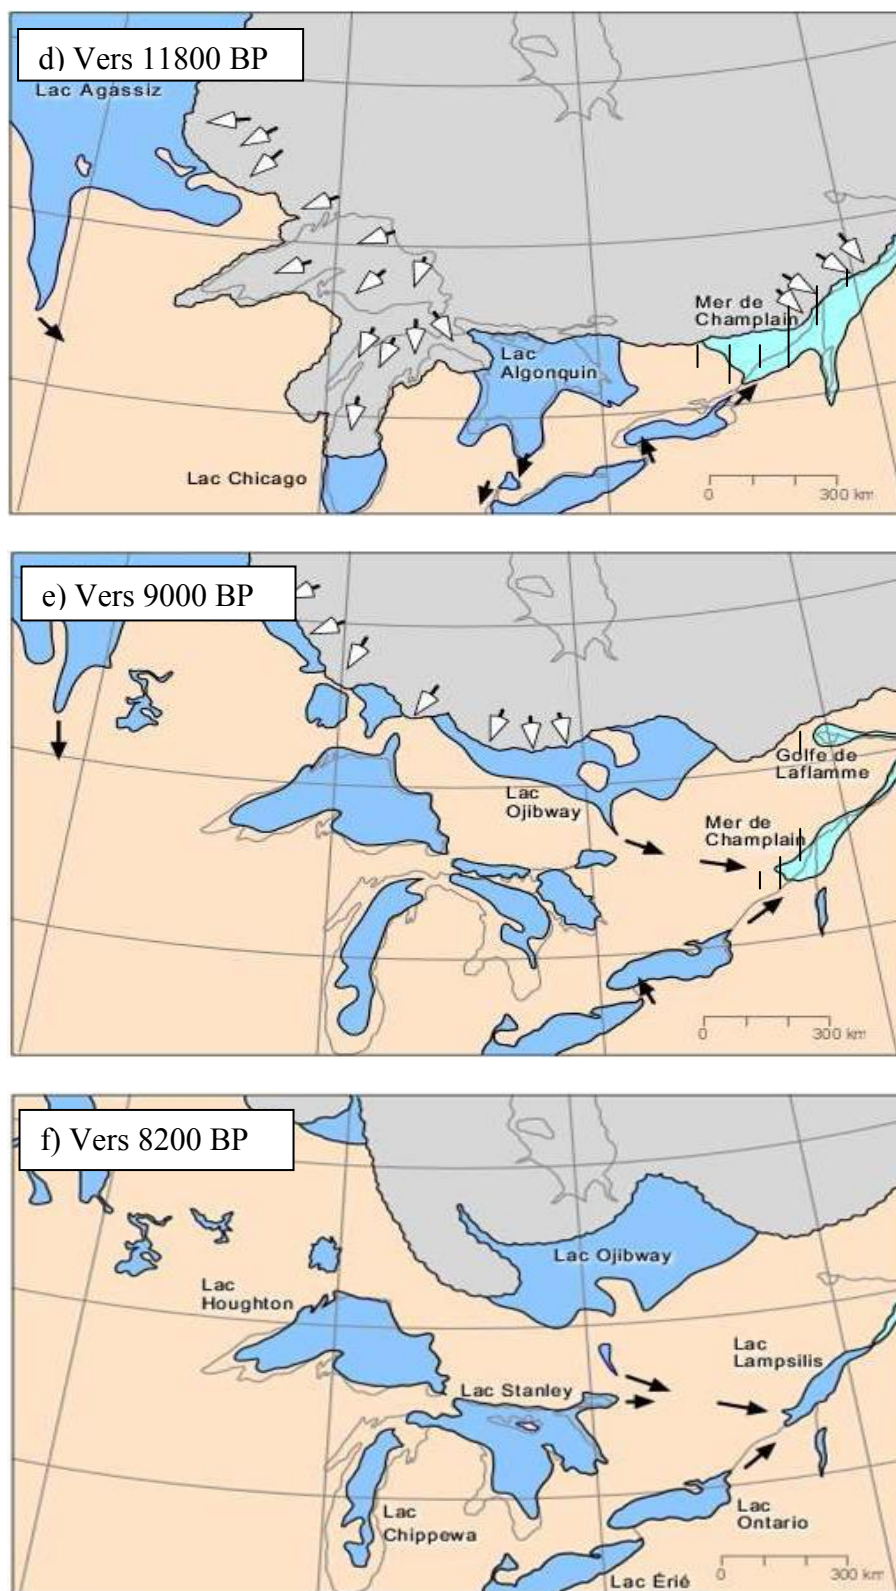 d) Vers 11800 BP
Lac Agassiz
Mer de
Champlain
Lac
Algonquin
Lac Chicago
0
300 km
e) Vers 9000 BP
Golfe de
Laflamme
Lac
Ojibway
Mer de
Champlain
0
300 km
f) Vers 8200 BP
Lac Ojibway
Lac
Houghton
Lac
Lampsilis
Lac Stanley
Lac
Chippewa
Lac
Ontario
0
300 km
Lac Érié